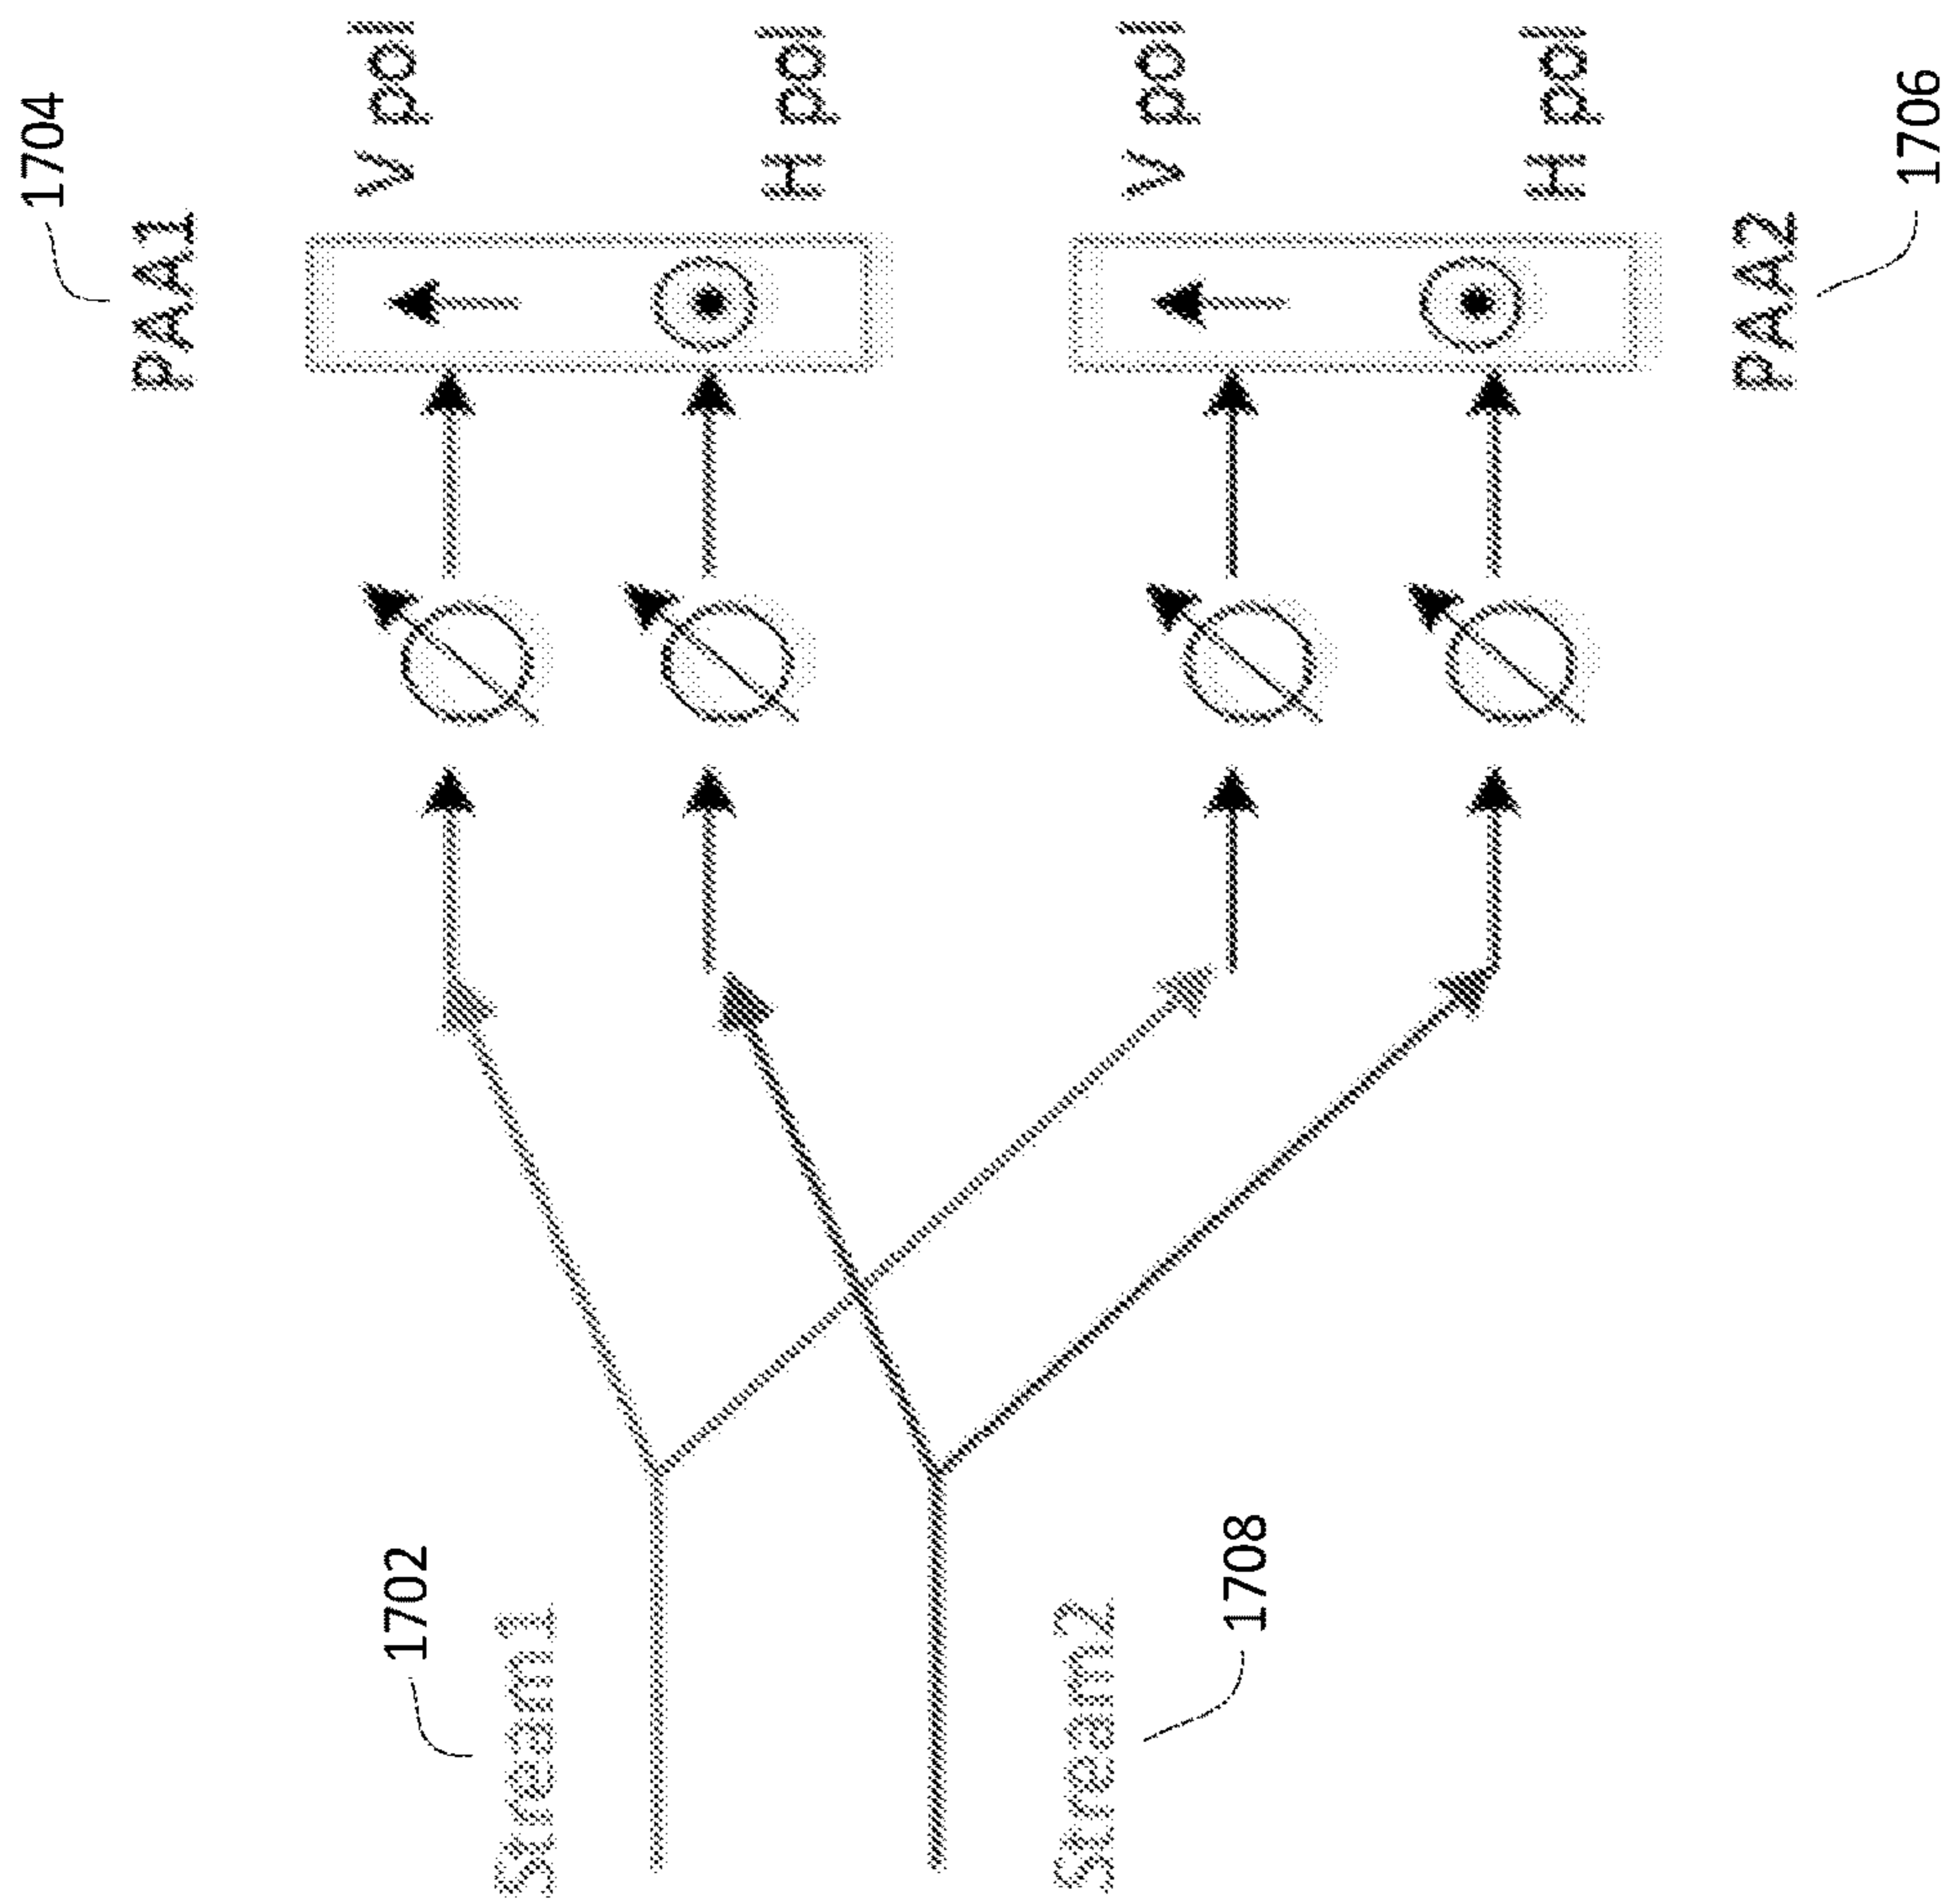 1704
PAA1
V pol
H pol
1702
Stream1
Stream2
1708
V pol
H pol
PAA2
1706